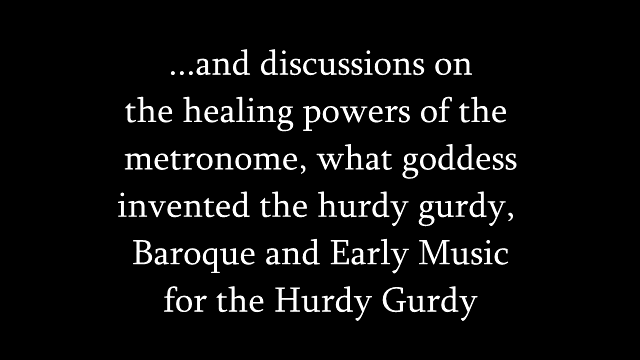 ...and discussions on
the healing powers of the
metronome, what goddess
invented the hurdy gurdy,
Baroque and Early Music
for the Hurdy Gurdy